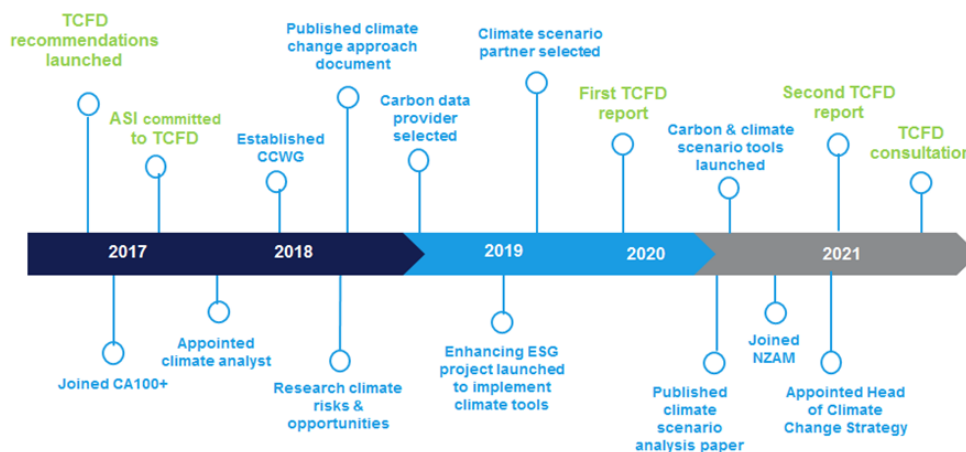 TCFD
recommendations
launched
ASI committed
to TCFD
Established
CCWG
Published climate
change approach
document
Carbon data
provider
selected
Climate scenario
partner selected
First TCFD
report
Carbon & climate
scenario tools
launched
Second TCFD
report
TCFD
consultation
2017
2018
2019
2020
2021
Joined CA100+
Appointed
climate analyst
Research climate
risks &
opportunities
Enhancing ESG
project launched
to implement
climate tools
Published
climate
scenario
analysis paper
Joined
NZAM
Appointed Head
of Climate
Change Strategy